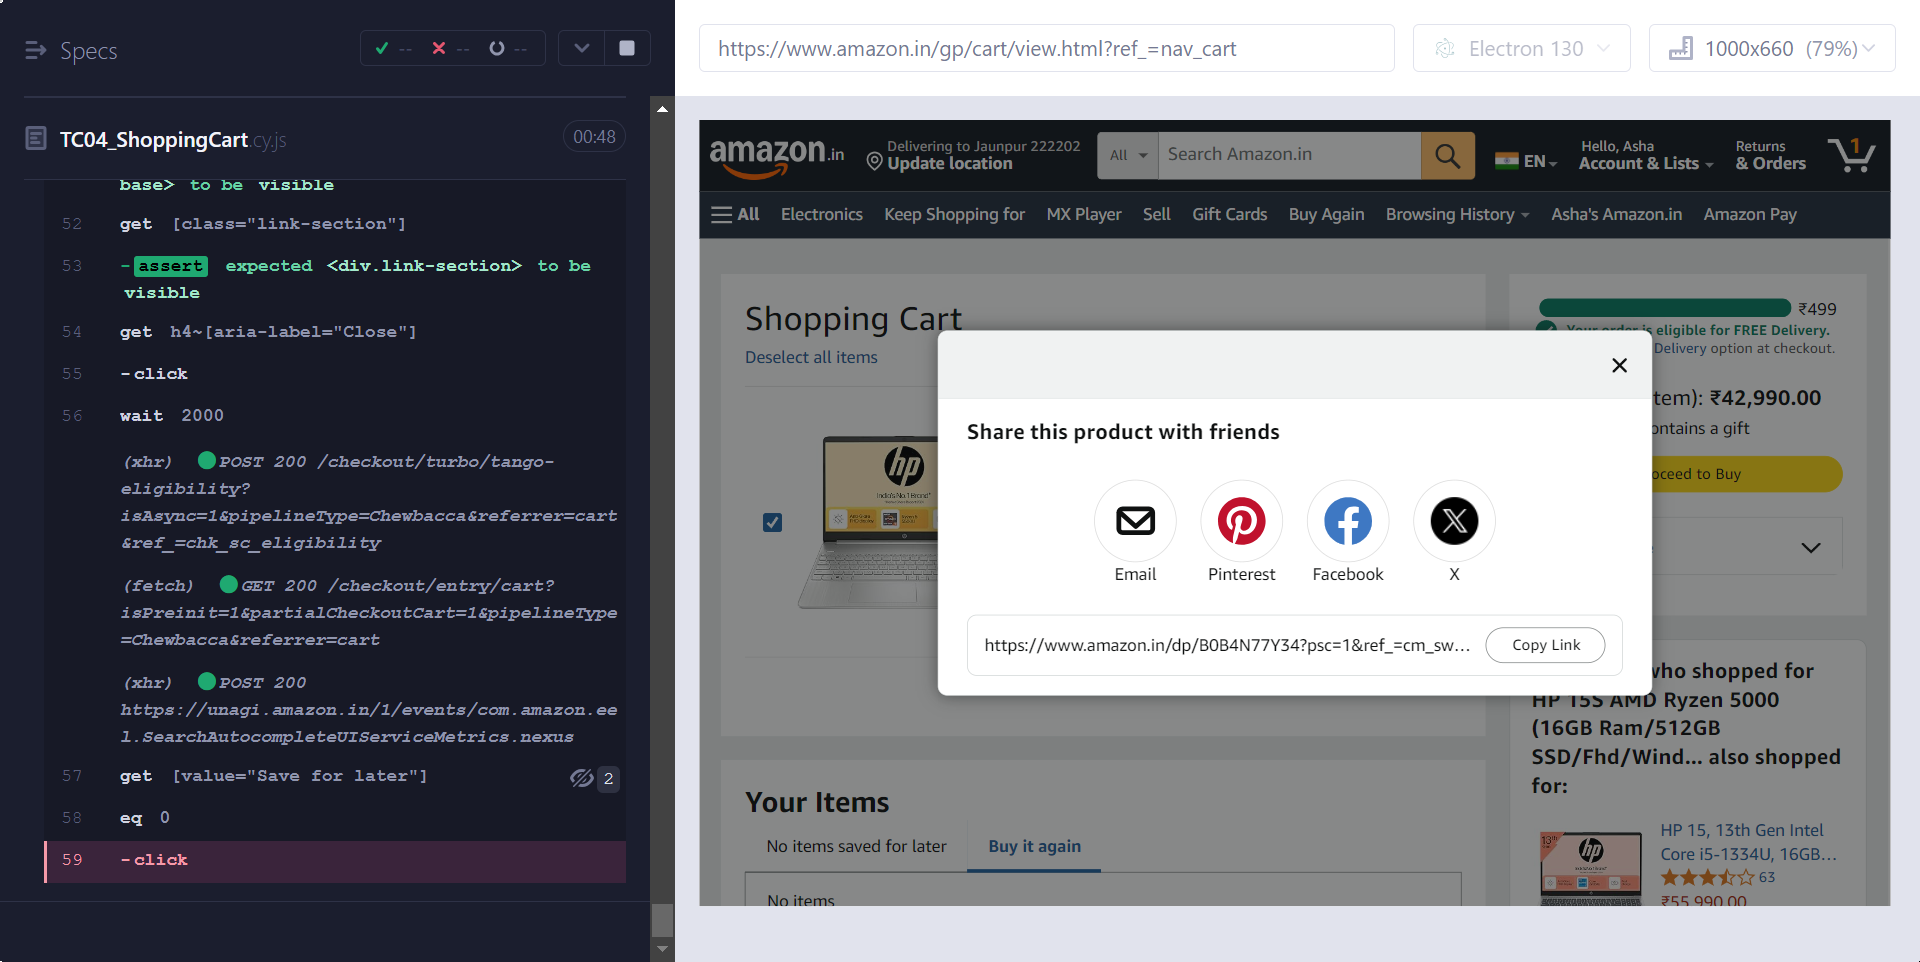 Specs
-- -- --
TC04_ShoppingCart.cy.js
00:48
base> to be visible
52 get [class="link-section"]
53 -assert expected <div.link-section> to be
visible
54 get h4~[aria-label="Close"]
55 -click
56 wait 2000
(xhr) POST 200 /checkout/turbo/tango-
eligibility?
isAsync=1&pipelineType=Chewbacca&referrer=cart
&ref_=chk_sc_eligibility
(fetch) GET 200 /checkout/entry/cart?
isPreinit=1&partialCheckoutCart=1&pipelineType
=Chewbacca&referrer=cart
(xhr) POST 200
https://unagi.amazon.in/1/events/com.amazon.ee
l.SearchAutocompleteUIServiceMetrics.nexus
57 get [value="Save for later"] 2
58 eq 0
59 -click
https://www.amazon.in/gp/cart/view.html?ref_=nav_cart
Electron 130
1000x660 (79%)
amazon.in
Delivering to Jaunpur 222202
Update location
All
Search Amazon.in
EN
Hello, Asha
Account & Lists
Returns
& Orders
1
All Electronics Keep Shopping for MX Player Sell Gift Cards Buy Again Browsing History Asha's Amazon.in Amazon Pay
Shopping Cart
Deselect all items
hp
India's No.1 Brand
₹499
Your order is eligible for FREE Delivery.
Delivery option at checkout.
tem): ₹42,990.00
ontains a gift
oceed to Buy
Share this product with friends
Email
Pinterest
Facebook
X
https://www.amazon.in/dp/B0B4N77Y34?psc=1&ref_=cm_sw...
Copy Link
who shopped for
HP 15S AMD Ryzen 5000
(16GB Ram/512GB
SSD/Fhd/Wind... also shopped
for:
hp
HP 15, 13th Gen Intel
Core i5-1334U, 16GB...
63
₹55,990.00
Your Items
No items saved for later
Buy it again
No items